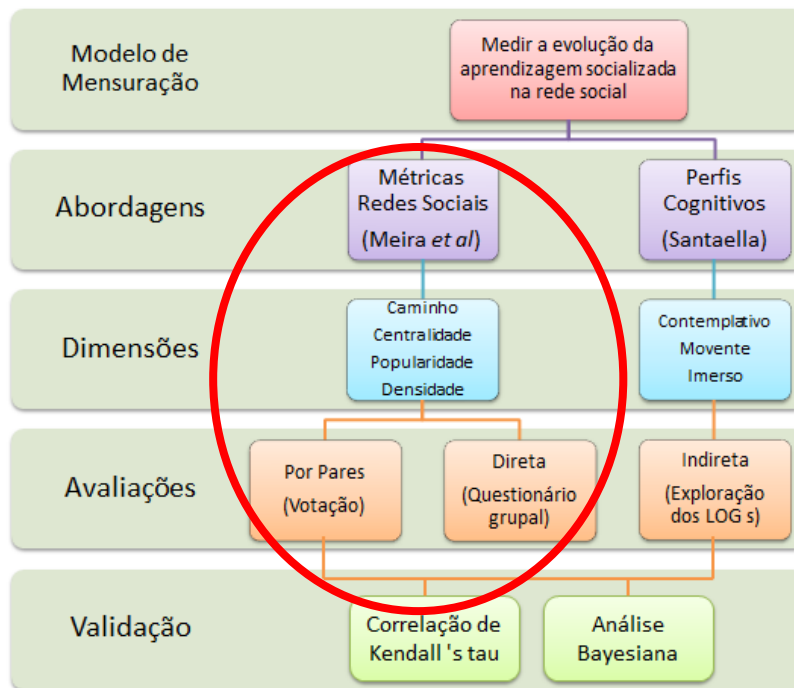 Modelo de
Mensuração
Medir a evolução da
aprendizagem socializada
na rede social
Abordagens
Métricas
Redes Sociais
(Meira et al)
Perfis
Cognitivos
(Santaella)
Dimensões
Caminho
Centralidade
Popularidade
Densidade
Contemplativo
Movente
Imerso
Avaliações
Por Pares
(Votação)
Direta
(Questionário
grupal)
Indireta
(Exploração
dos LOG s)
Validação
Correlação de
Kendall 's tau
Análise
Bayesiana